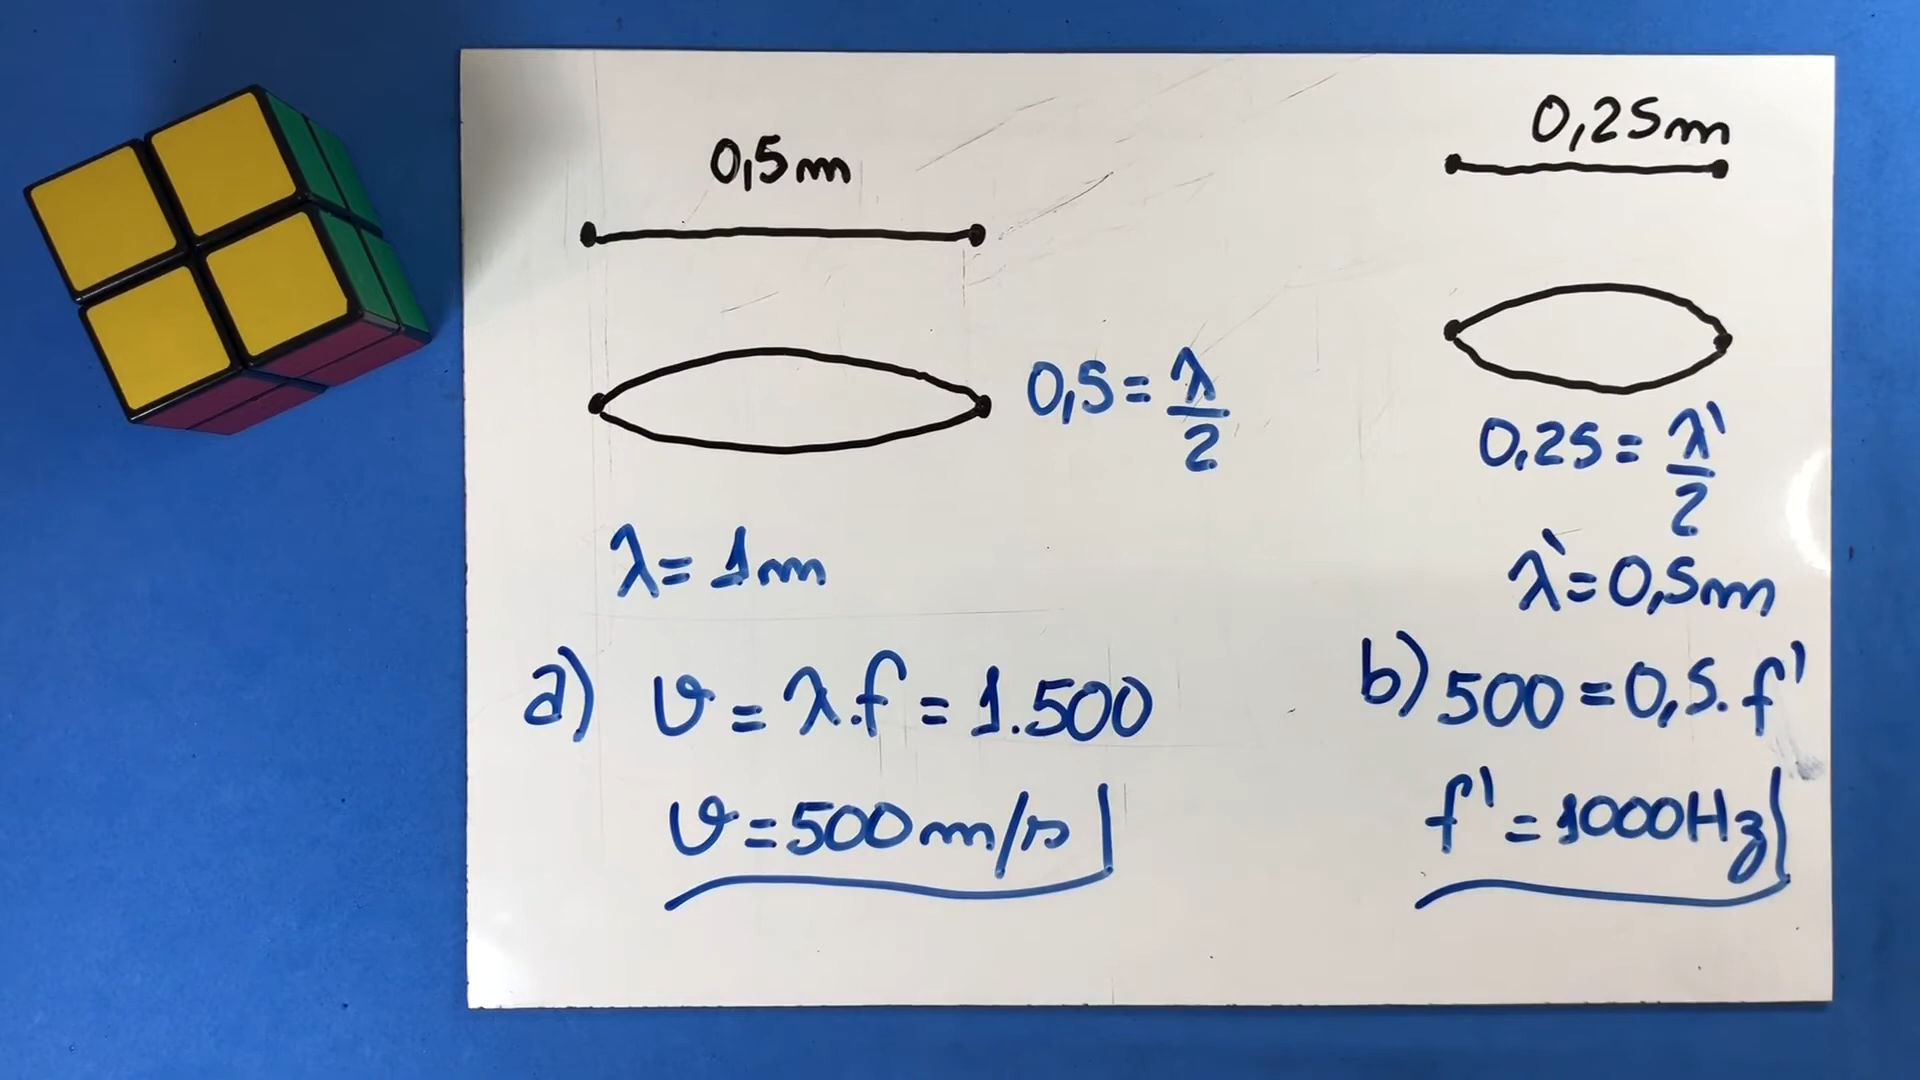 0,5m
0,5 = λ/2
λ = 1m
a) v = λ.f = 1.500
v = 500m/s
0,25m
0,25 = λ'/2
λ' = 0,5m
b) 500 = 0,5.f'
f' = 1000Hz